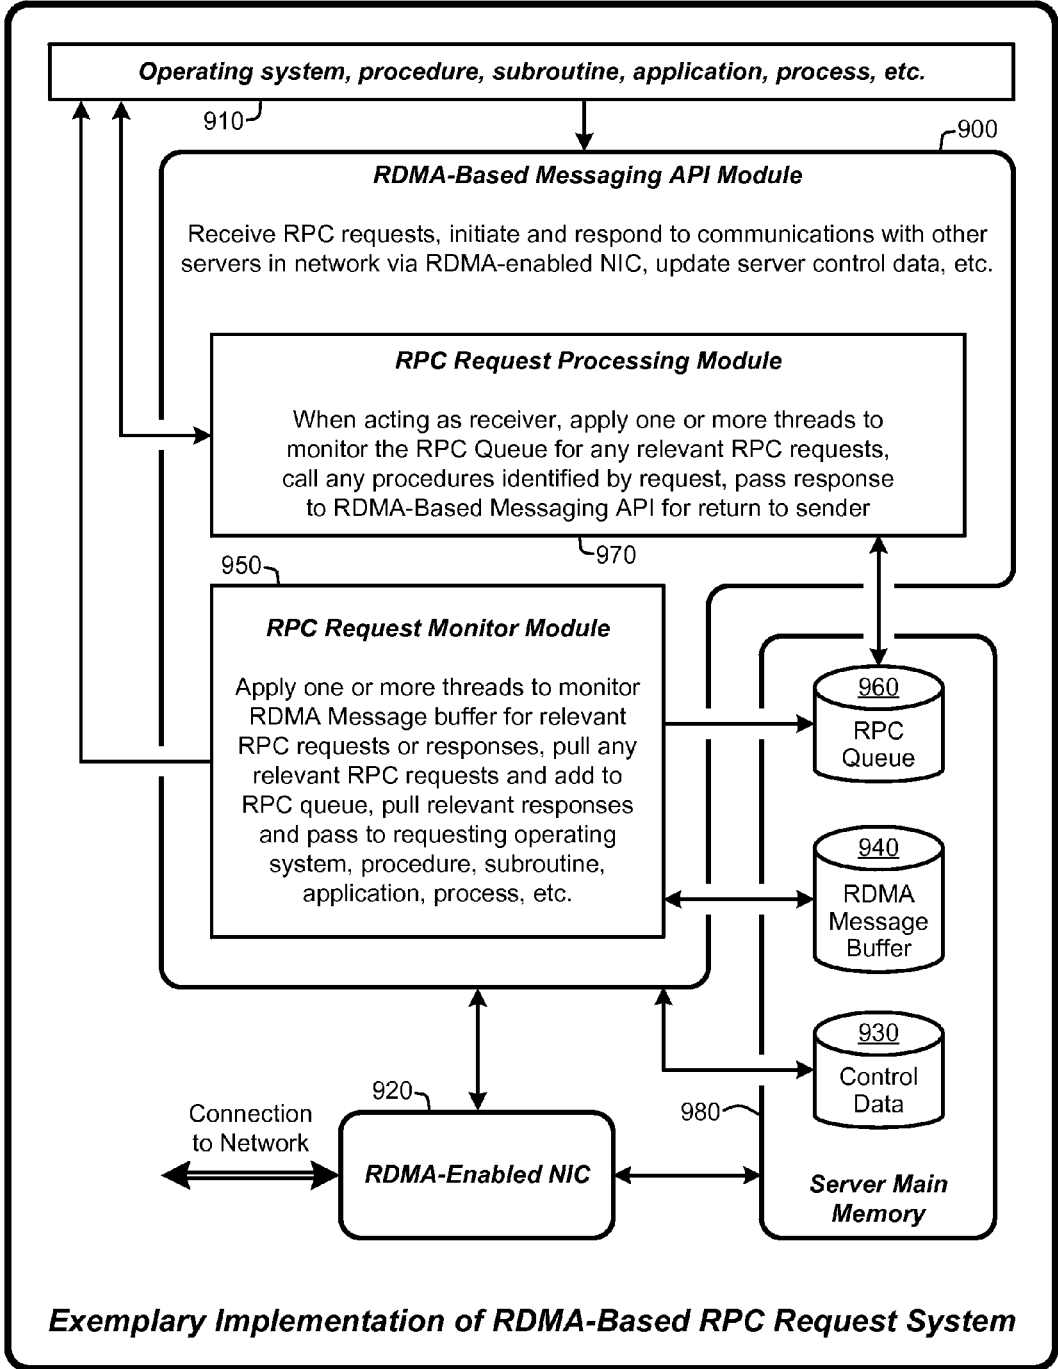 Operating system, procedure, subroutine, application, process, etc.
910
900
RDMA-Based Messaging API Module
Receive RPC requests, initiate and respond to communications with other
servers in network via RDMA-enabled NIC, update server control data, etc.
RPC Request Processing Module
When acting as receiver, apply one or more threads to
monitor the RPC Queue for any relevant RPC requests,
call any procedures identified by request, pass response
to RDMA-Based Messaging API for return to sender
970
950
RPC Request Monitor Module
Apply one or more threads to monitor
RDMA Message buffer for relevant
RPC requests or responses, pull any
relevant RPC requests and add to
RPC queue, pull relevant responses
and pass to requesting operating
system, procedure, subroutine,
application, process, etc.
960
RPC
Queue
940
RDMA
Message
Buffer
930
Control
Data
980
Server Main
Memory
920
RDMA-Enabled NIC
Connection
to Network
Exemplary Implementation of RDMA-Based RPC Request System